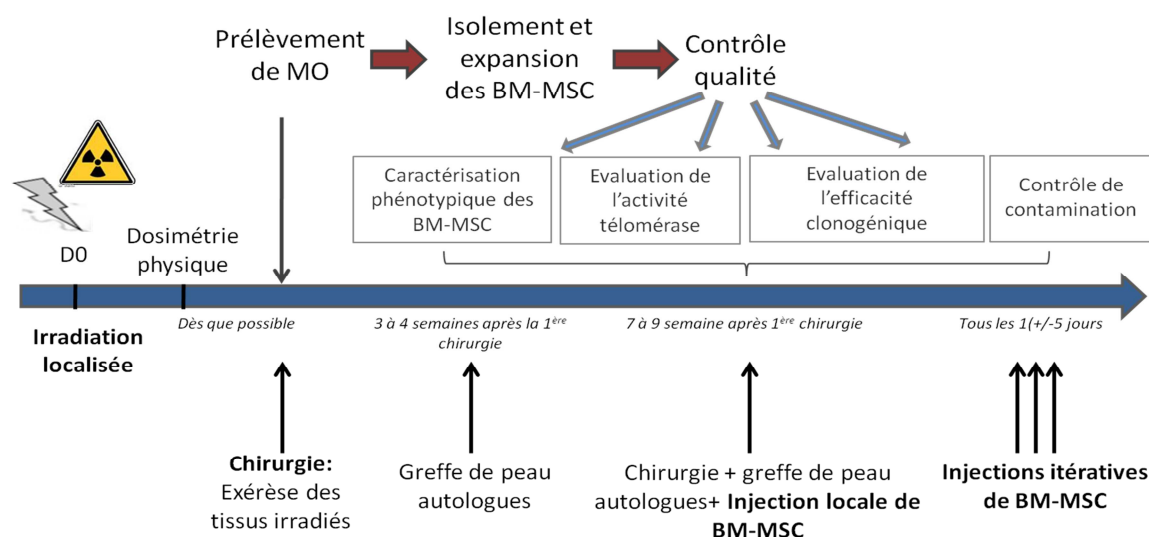 Prélèvement
de MO
Isolement et
expansion
des BM-MSC
Contrôle
qualité
Caractérisation
phénotypique des
BM-MSC
Evaluation de
l'activité
télomérase
Evaluation de
l'efficacité
clonogénique
Contrôle de
contamination
D0
Dosimétrie
physique
Irradiation
localisée
Dès que possible
3 à 4 semaines après la 1ère
chirurgie
7 à 9 semaine après 1ère chirurgie
Tous les 1(+/-5 jours
Chirurgie:
Exérèse des
tissus irradiés
Greffe de peau
autologues
Chirurgie + greffe de peau
autologues+ Injection locale de
BM-MSC
Injections itératives
de BM-MSC